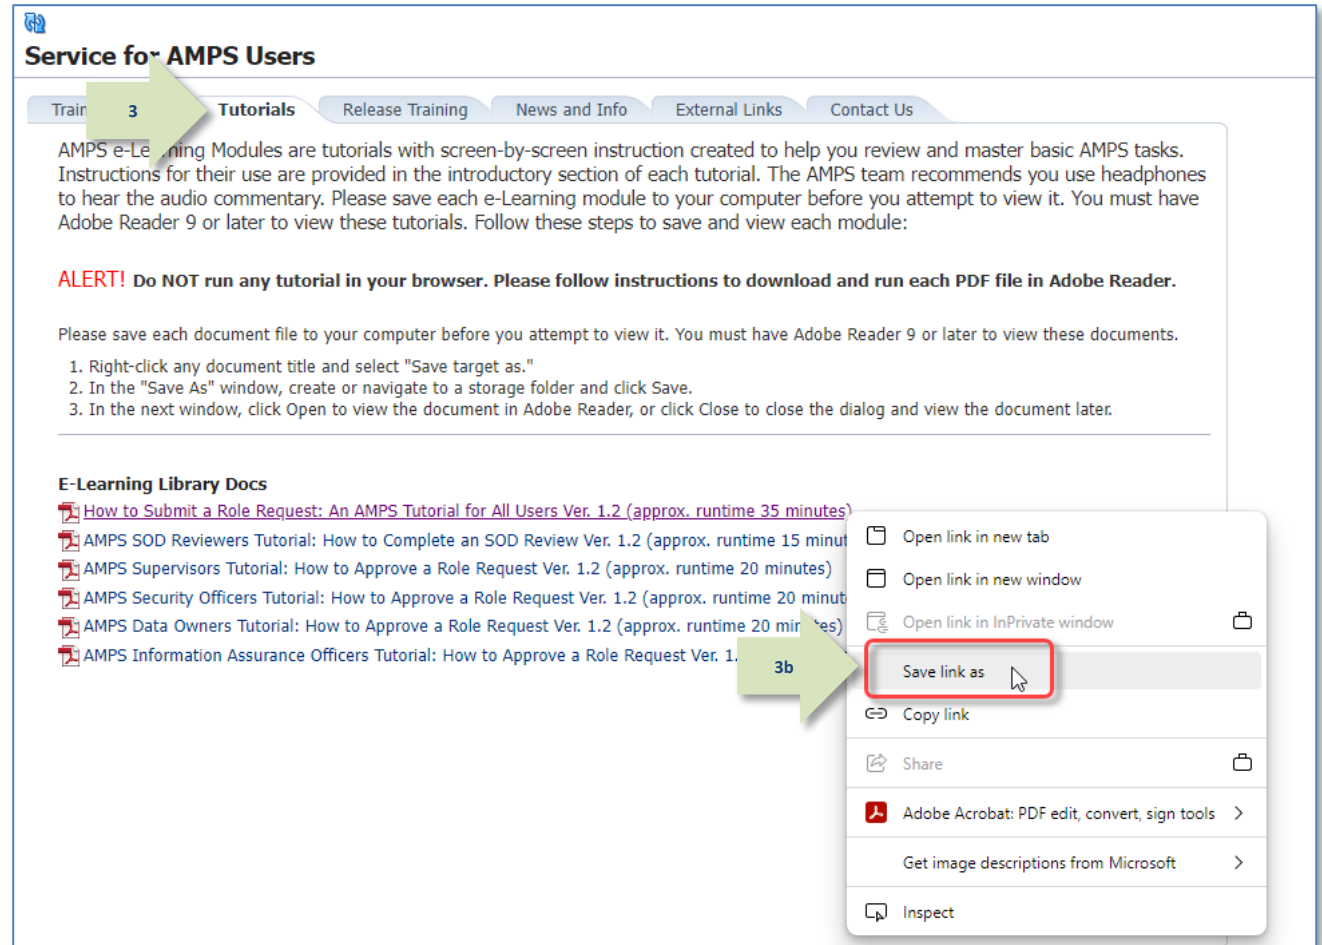 Service for AMPS Users
Train
3
Tutorials
Release Training
News and Info
External Links
Contact Us
AMPS e-Learning Modules are tutorials with screen-by-screen instruction created to help you review and master basic AMPS tasks.
Instructions for their use are provided in the introductory section of each tutorial. The AMPS team recommends you use headphones
to hear the audio commentary. Please save each e-Learning module to your computer before you attempt to view it. You must have
Adobe Reader 9 or later to view these tutorials. Follow these steps to save and view each module:
ALERT! Do NOT run any tutorial in your browser. Please follow instructions to download and run each PDF file in Adobe Reader.
Please save each document file to your computer before you attempt to view it. You must have Adobe Reader 9 or later to view these documents.
1. Right-click any document title and select "Save target as."
2. In the "Save As" window, create or navigate to a storage folder and click Save.
3. In the next window, click Open to view the document in Adobe Reader, or click Close to close the dialog and view the document later.
E-Learning Library Docs
How to Submit a Role Request: An AMPS Tutorial for All Users Ver. 1.2 (approx. runtime 35 minutes)
AMPS SOD Reviewers Tutorial: How to Complete an SOD Review Ver. 1.2 (approx. runtime 15 minut
AMPS Supervisors Tutorial: How to Approve a Role Request Ver. 1.2 (approx. runtime 20 minutes)
AMPS Security Officers Tutorial: How to Approve a Role Request Ver. 1.2 (approx. runtime 20 minut
AMPS Data Owners Tutorial: How to Approve a Role Request Ver. 1.2 (approx. runtime 20 minutes)
AMPS Information Assurance Officers Tutorial: How to Approve a Role Request Ver. 1.
3b
Open link in new tab
Open link in new window
Open link in InPrivate window
Save link as
Copy link
Share
Adobe Acrobat: PDF edit, convert, sign tools
Get image descriptions from Microsoft
Inspect